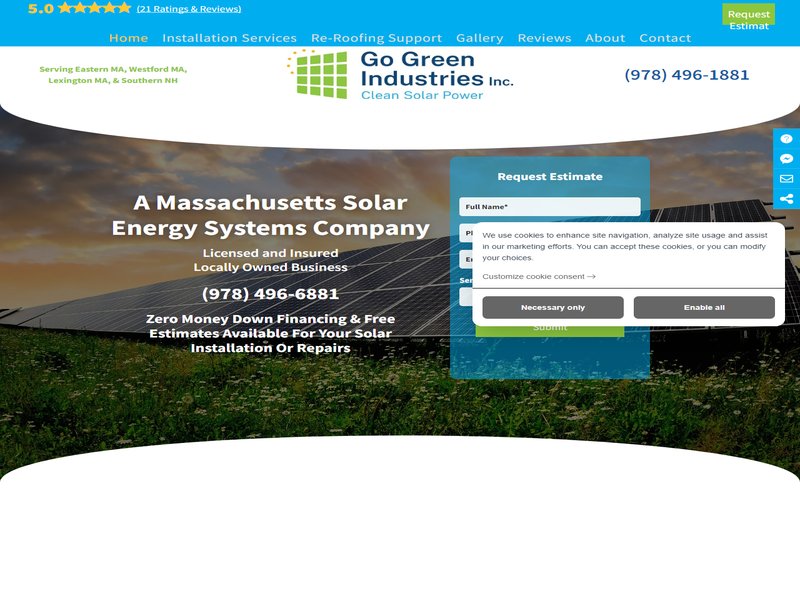 5.0 (21 Ratings & Reviews)
Request
Estimat
Home Installation Services Re-Roofing Support Gallery Reviews About Contact
Serving Eastern MA, Westford MA,
Lexington MA, & Southern NH
Go Green
Industries Inc.
Clean Solar Power
(978) 496-1881
Request Estimate
Full Name*
A Massachusetts Solar
Energy Systems Company
Licensed and Insured
Locally Owned Business
(978) 496-6881
Zero Money Down Financing & Free
Estimates Available For Your Solar
Installation Or Repairs
We use cookies to enhance site navigation, analyze site usage and assist
in our marketing efforts. You can accept these cookies, or you can modify
your choices.
Customize cookie consent
Necessary only Enable all
Submit